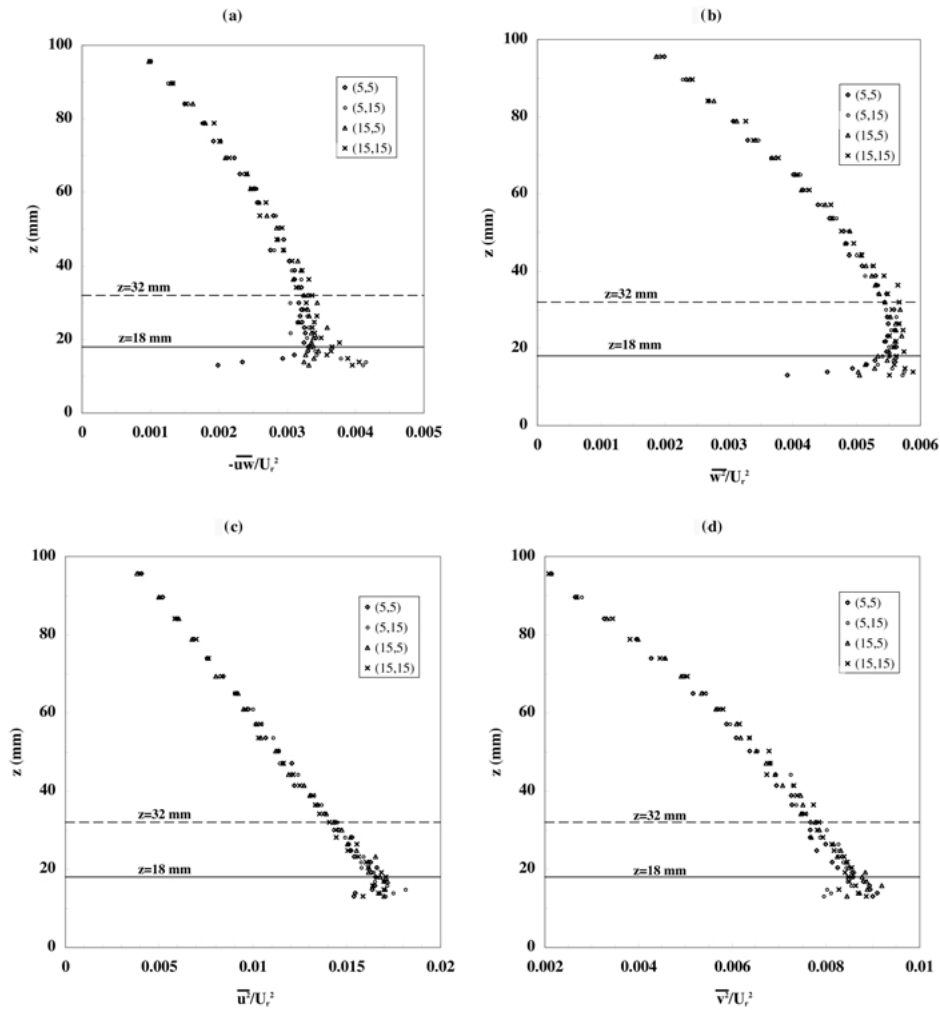 (a)
100
80
60
40
20
0
z (mm)
(5,5)
(5,15)
(15,5)
(15,15)
z=32 mm
z=18 mm
0 0.001 0.002 0.003 0.004 0.005
-uw/Uᵣ²
(b)
100
80
60
40
20
0
z (mm)
(5,5)
(5,15)
(15,5)
(15,15)
z=32 mm
z=18 mm
0 0.001 0.002 0.003 0.004 0.005 0.006
w²/Uᵣ²
(c)
100
80
60
40
20
0
z (mm)
(5,5)
(5,15)
(15,5)
(15,15)
z=32 mm
z=18 mm
0 0.005 0.01 0.015 0.02
u²/Uᵣ²
(d)
100
80
60
40
20
0
z (mm)
(5,5)
(5,15)
(15,5)
(15,15)
z=32 mm
z=18 mm
0.002 0.004 0.006 0.008 0.01
v²/Uᵣ²